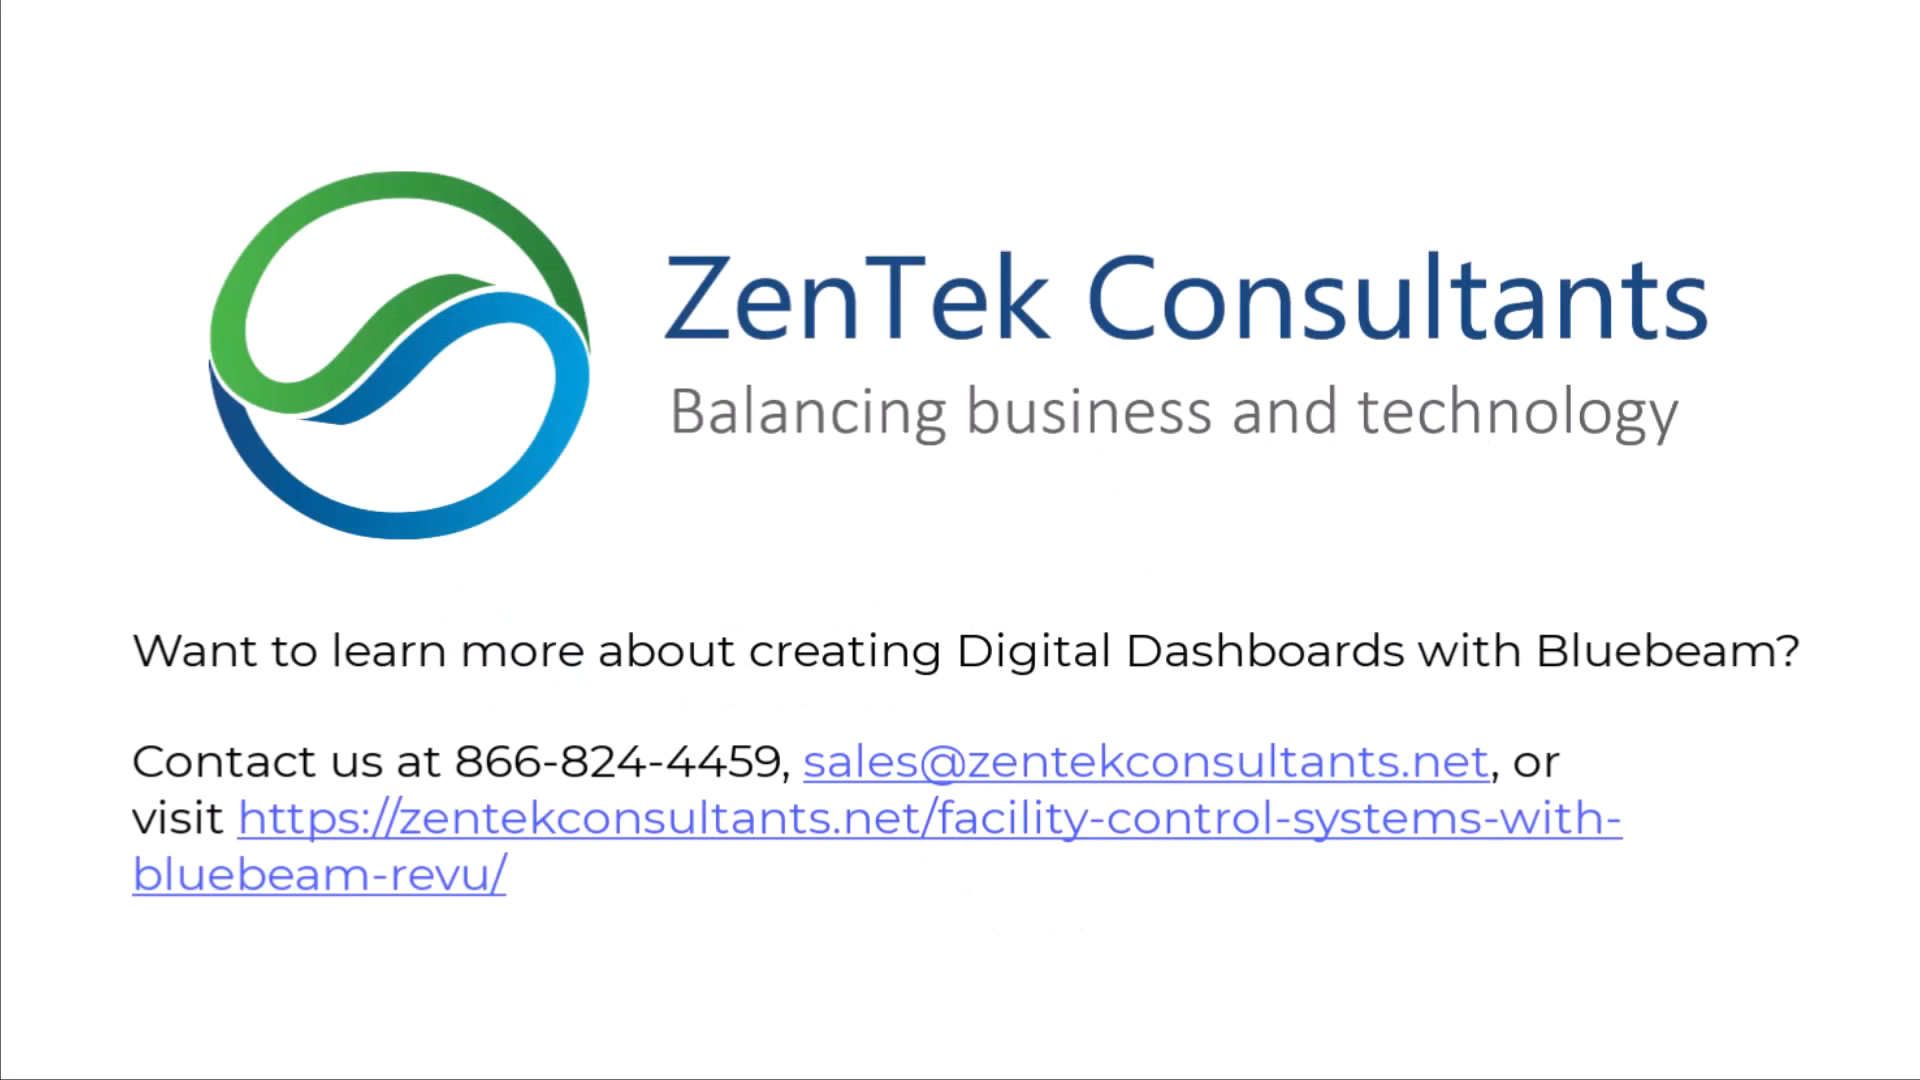 ZenTek Consultants
Balancing business and technology
Want to learn more about creating Digital Dashboards with Bluebeam?
Contact us at 866-824-4459, sales@zentekconsultants.net, or
visit https://zentekconsultants.net/facility-control-systems-with-
bluebeam-revu/